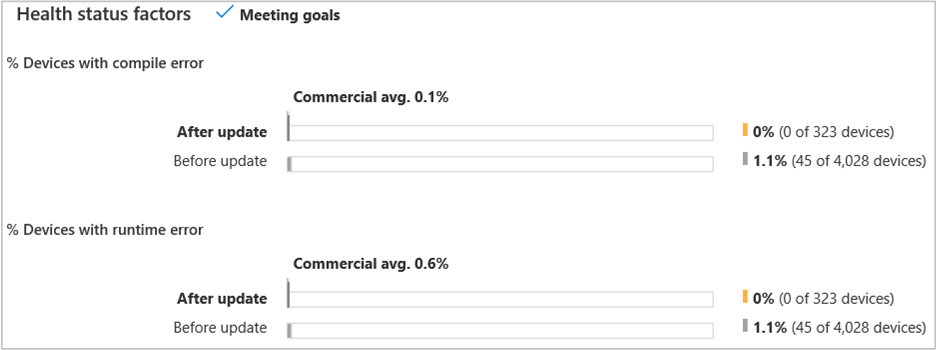 Health status factors Meeting goals
% Devices with compile error
Commercial avg. 0.1%
After update 0% (0 of 323 devices)
Before update 1.1% (45 of 4,028 devices)
% Devices with runtime error
Commercial avg. 0.6%
After update 0% (0 of 323 devices)
Before update 1.1% (45 of 4,028 devices)